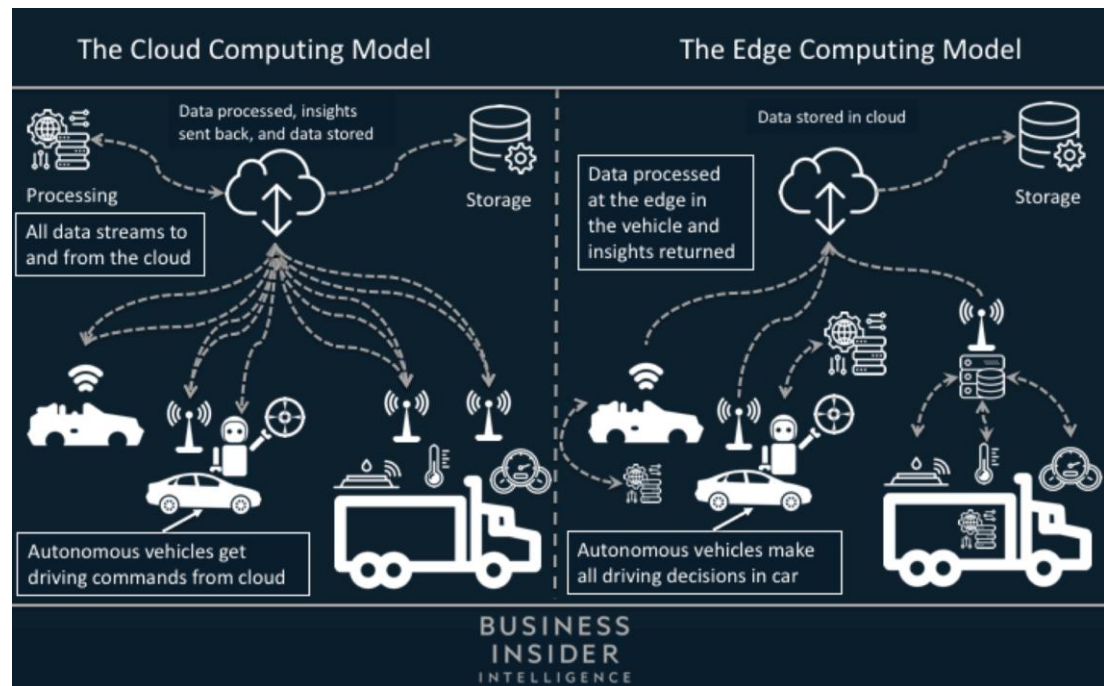 The Cloud Computing Model
Data processed, insights
sent back, and data stored
Processing
Storage
All data streams to
and from the cloud
Autonomous vehicles get
driving commands from cloud
The Edge Computing Model
Data stored in cloud
Storage
Data processed
at the edge in
the vehicle and
insights returned
Autonomous vehicles make
all driving decisions in car
BUSINESS
INSIDER
INTELLIGENCE